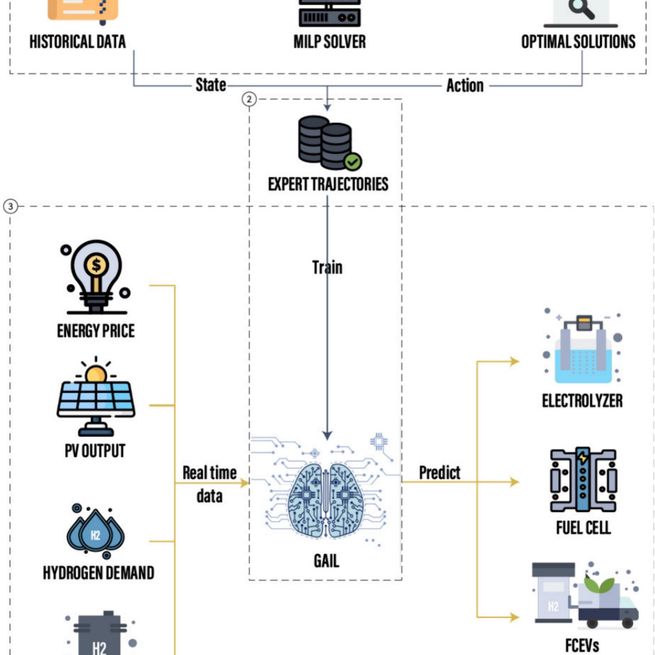 HISTORICAL DATA
MILP SOLVER
OPTIMAL SOLUTIONS
State
Action
2
EXPERT TRAJECTORIES
3
Train
$
ENERGY PRICE
PV OUTPUT
ELECTROLYZER
Real time
data
Predict
H2
HYDROGEN DEMAND
GAIL
FUEL CELL
H2
H2
FCEVs